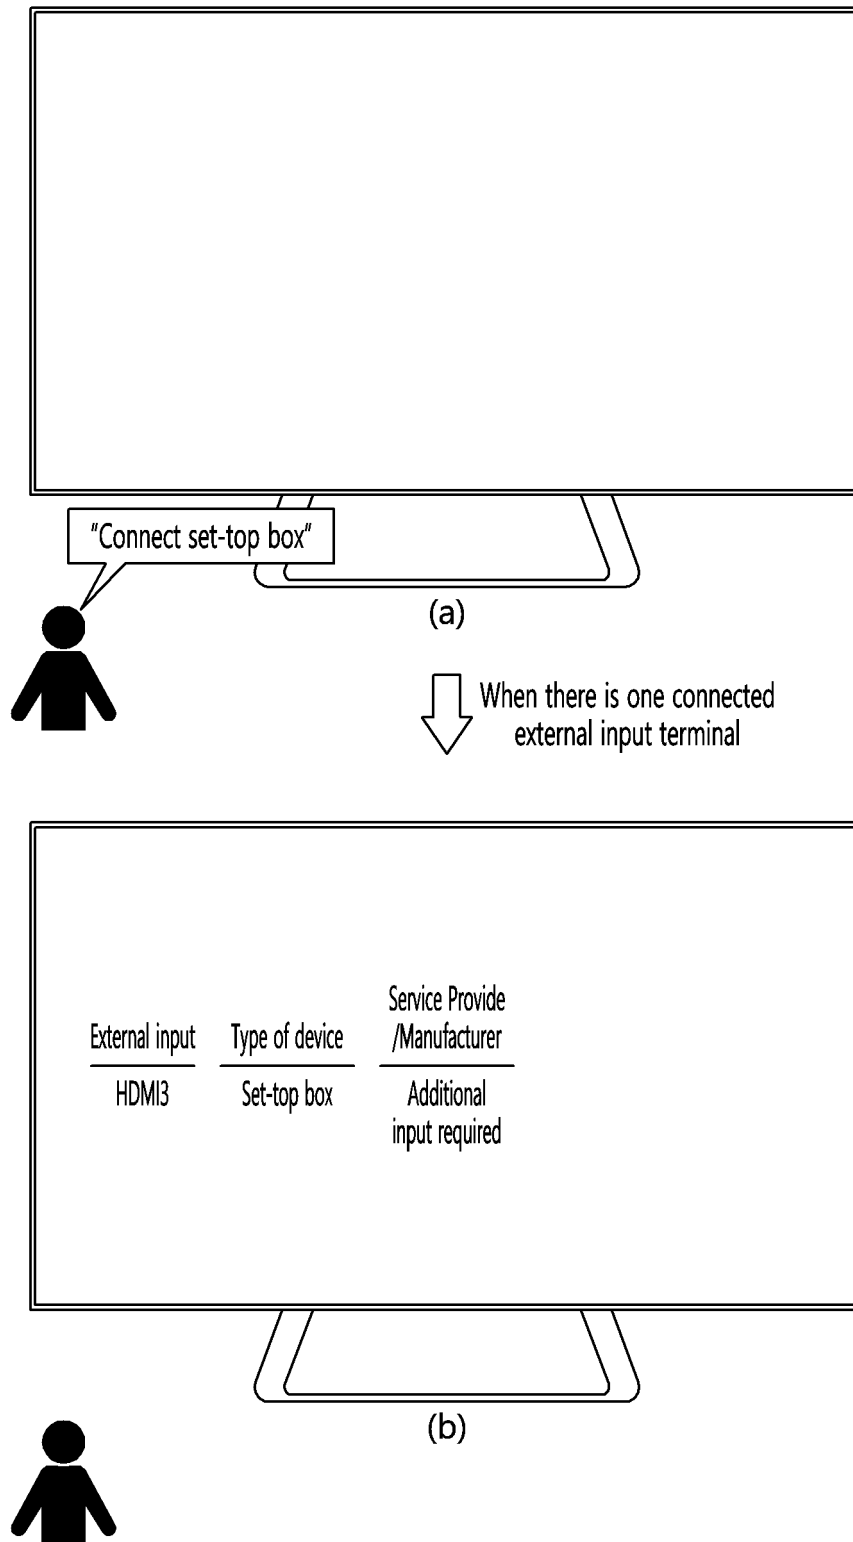 "Connect set-top box"
(a)
When there is one connected
external input terminal
Service Provide
/Manufacturer
External input
Type of device
HDMI3
Set-top box
Additional
input required
(b)